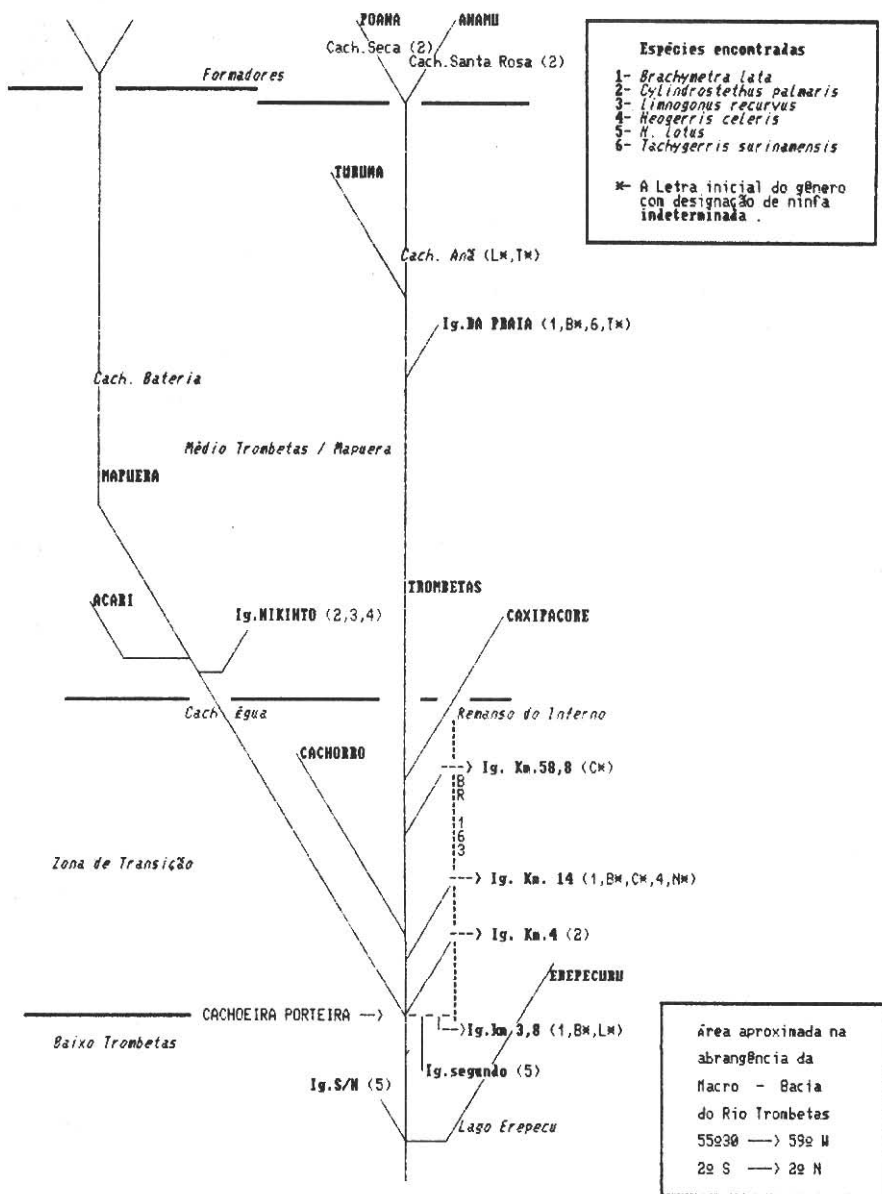 POANA ANAMU
Cach.Seca (2)
Cach.Santa Rosa (2)
Formadores
Espécies encontradas
1- Brachymetra lata
2- Cylindrostethus palmaris
3- Limnogonus recurvus
4- Neogerris celeris
5- N. lotus
6- Tachygerris surinamensis
*- A Letra inicial do gênero
con designação de ninfa
indeterminada .
TURUMA
Cach. Anã (L*,T*)
Ig.DA PRAIA (1,B*,6,T*)
Cach. Bateria
Médio Trombetas / Mapuera
MAPUERA
TROMBETAS
ACARI
Ig.NIKINTO (2,3,4)
CAXIPACORE
Cach. Égua
Remanso do Inferno
CACHORRO
---> Ig. Km.58,8 (C*)
BR 163
Zona de Transição
---> Ig. Km. 14 (1,B*,C*,4,N*)
---> Ig. Km.4 (2)
EREPECURU
CACHOEIRA PORTEIRA -->
Baixo Trombetas
->Ig.km 3,8 (1,B*,L*)
Ig.segundo (5)
Ig.S/N (5)
Lago Erepecu
Área aproximada na
abrangência da
Macro - Bacia
do Rio Trombetas
55º30 ---> 59º W
2º S ---> 2º N